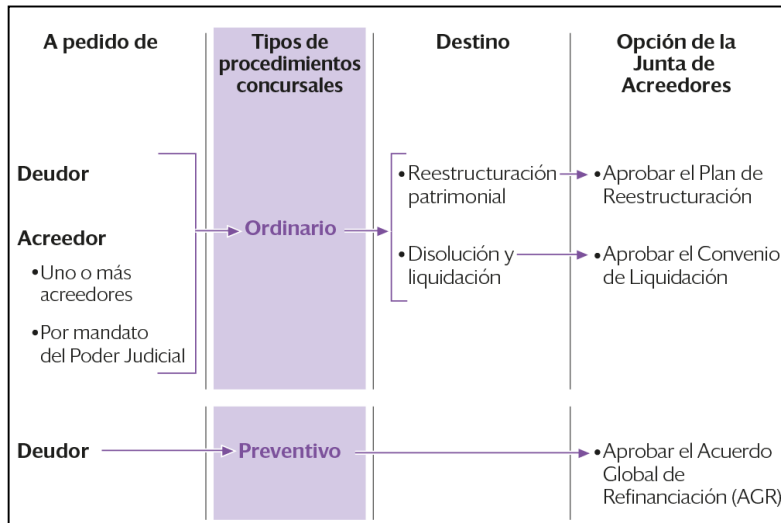 A pedido de
Tipos de
procedimientos
concursales
Destino
Opción de la
Junta de
Acreedores
Deudor
Acreedor
•Uno o más
acreedores
•Por mandato
del Poder Judicial
Ordinario
•Reestructuración
patrimonial
•Aprobar el Plan de
Reestructuración
•Disolución y
liquidación
•Aprobar el Convenio
de Liquidación
Deudor
Preventivo
•Aprobar el Acuerdo
Global de
Refinanciación (AGR)